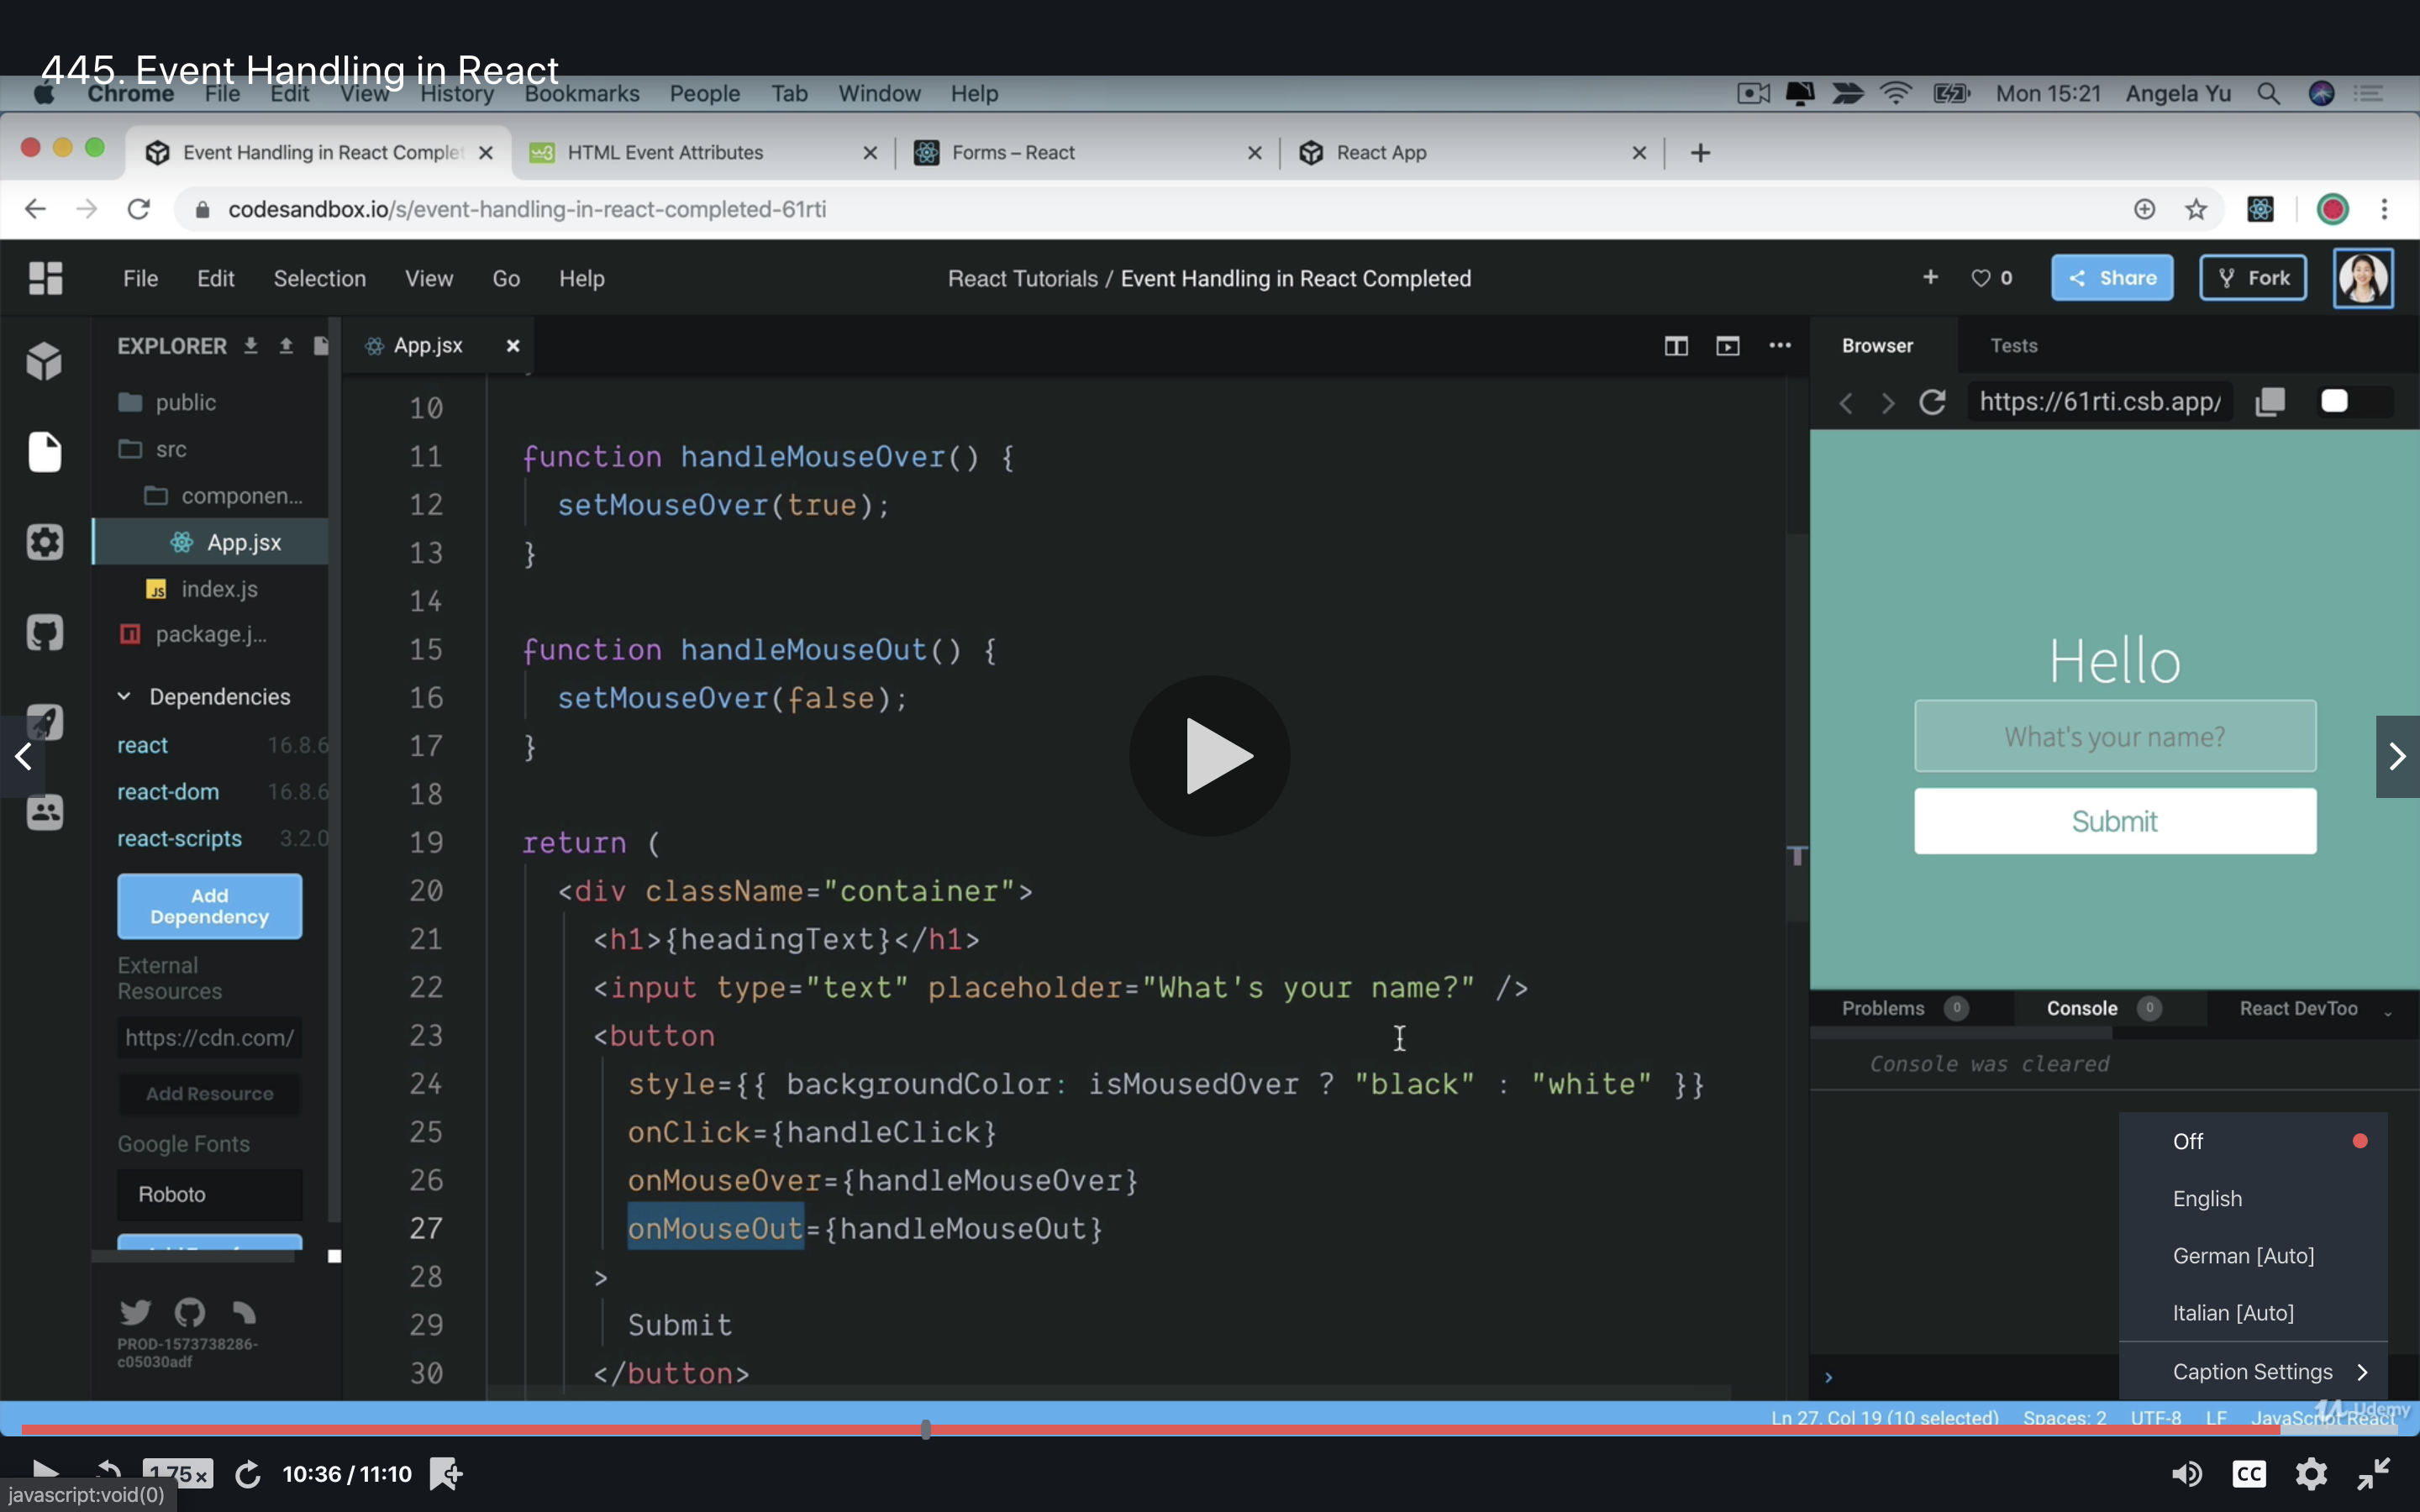 445. Event Handling in React
Chrome File Edit View History Bookmarks People Tab Window Help Mon 15:21 Angela Yu
Event Handling in React Complet HTML Event Attributes Forms – React React App
codesandbox.io/s/event-handling-in-react-completed-61rti
File Edit Selection View Go Help React Tutorials / Event Handling in React Completed 0 Share Fork
EXPLORER
public
src
componen...
App.jsx
index.js
package.j...
Dependencies
react 16.8.6
react-dom 16.8.6
react-scripts 3.2.0
Add
Dependency
External
Resources
https://cdn.com/
Add Resource
Google Fonts
Roboto
PROD-1573738286-
c05030adf
App.jsx
10
11 function handleMouseOver() {
12 setMouseOver(true);
13 }
14
15 function handleMouseOut() {
16 setMouseOver(false);
17 }
18
19 return (
20 <div className="container">
21 <h1>{headingText}</h1>
22 <input type="text" placeholder="What's your name?" />
23 <button
24 style={{ backgroundColor: isMousedOver ? "black" : "white" }}
25 onClick={handleClick}
26 onMouseOver={handleMouseOver}
27 onMouseOut={handleMouseOut}
28 >
29 Submit
30 </button>
Browser Tests
https://61rti.csb.app/
Hello
What's your name?
Submit
Problems 0 Console 0 React DevToo
Console was cleared
Off
English
German [Auto]
Italian [Auto]
Caption Settings
Ln 27, Col 19 (10 selected) Spaces: 2 UTF-8 LF JavaScript React
Udemy
1.75x 10:36 / 11:10 CC
javascript:void(0)